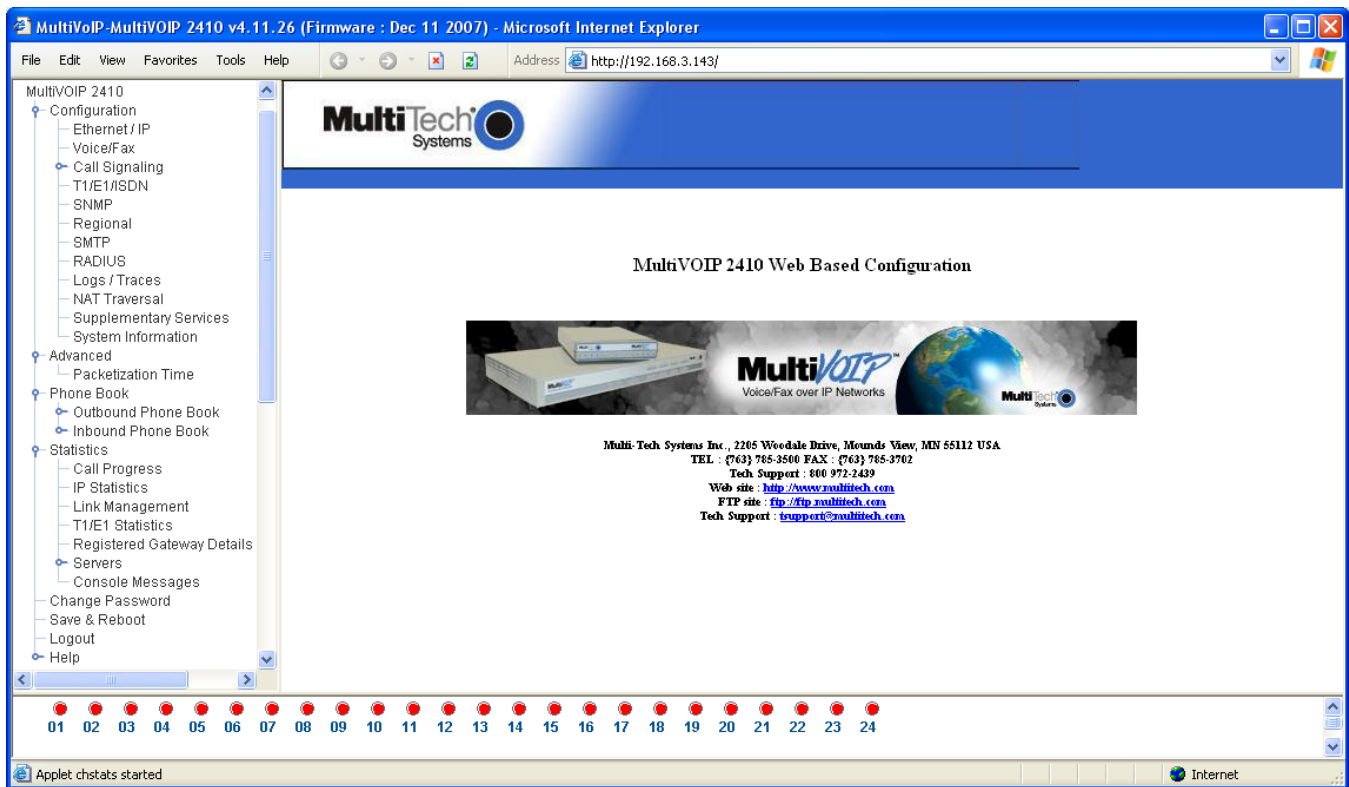 MultiVoIP-MultiVOIP 2410 v4.11.26 (Firmware : Dec 11 2007) - Microsoft Internet Explorer
File Edit View Favorites Tools Help Address http://192.168.3.143/
MultiVOIP 2410
Configuration
Ethernet / IP
Voice/Fax
Call Signaling
T1/E1/ISDN
SNMP
Regional
SMTP
RADIUS
Logs / Traces
NAT Traversal
Supplementary Services
System Information
Advanced
Packetization Time
Phone Book
Outbound Phone Book
Inbound Phone Book
Statistics
Call Progress
IP Statistics
Link Management
T1/E1 Statistics
Registered Gateway Details
Servers
Console Messages
Change Password
Save & Reboot
Logout
Help
MultiTech
Systems
MultiVOIP 2410 Web Based Configuration
MultiVOIP™
Voice/Fax over IP Networks
MultiTech
Systems
Multi-Tech Systems Inc., 2205 Woodale Drive, Mounds View, MN 55112 USA
TEL : (763) 785-3500 FAX : (763) 785-3702
Tech Support : 800 972-2439
Web site : http://www.multitech.com
FTP site : ftp://ftp.multitech.com
Tech Support : tsupport@multitech.com
01 02 03 04 05 06 07 08 09 10 11 12 13 14 15 16 17 18 19 20 21 22 23 24
Applet chstats started Internet